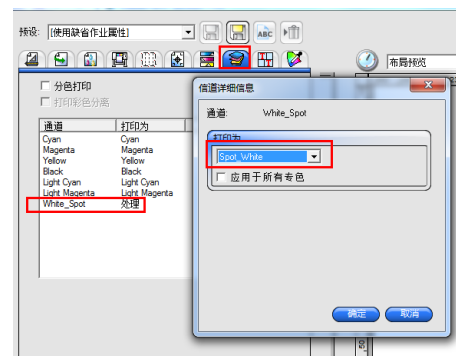 预设: [使用缺省作业属性]
ABC
布局预览
分色打印
打印彩色分离
通道 打印为
Cyan Cyan
Magenta Magenta
Yellow Yellow
Black Black
Light Cyan Light Cyan
Light Magenta Light Magenta
White_Spot 处理
信道详细信息
通道: White_Spot
打印为
Spot_White
应用于所有专色
确定 取消
50